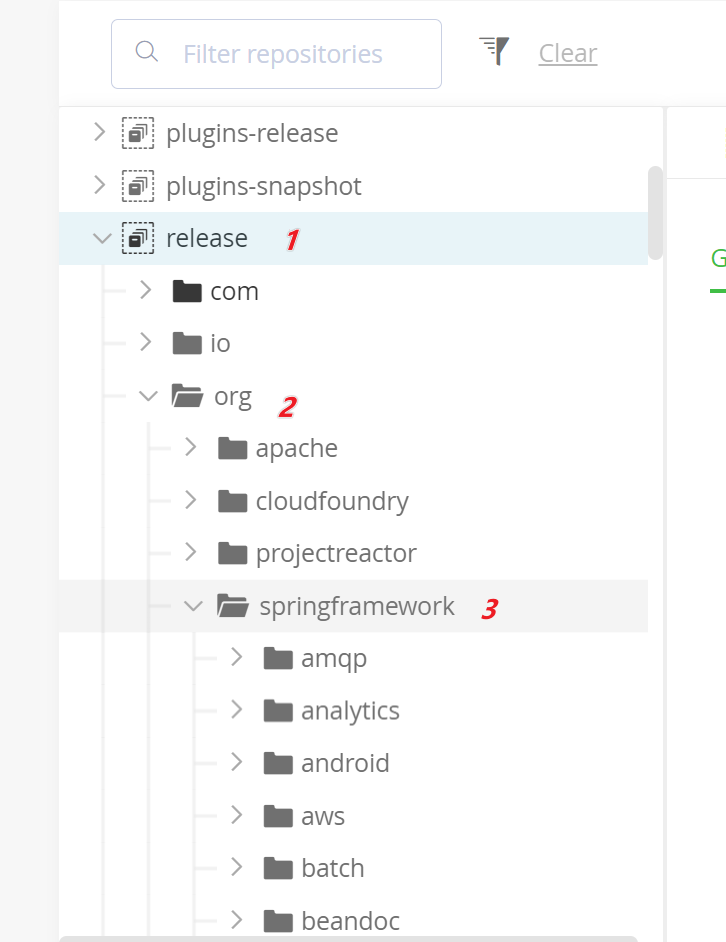 Filter repositories Clear
plugins-release
plugins-snapshot
release 1
com
io
org 2
apache
cloudfoundry
projectreactor
springframework 3
amqp
analytics
android
aws
batch
beandoc